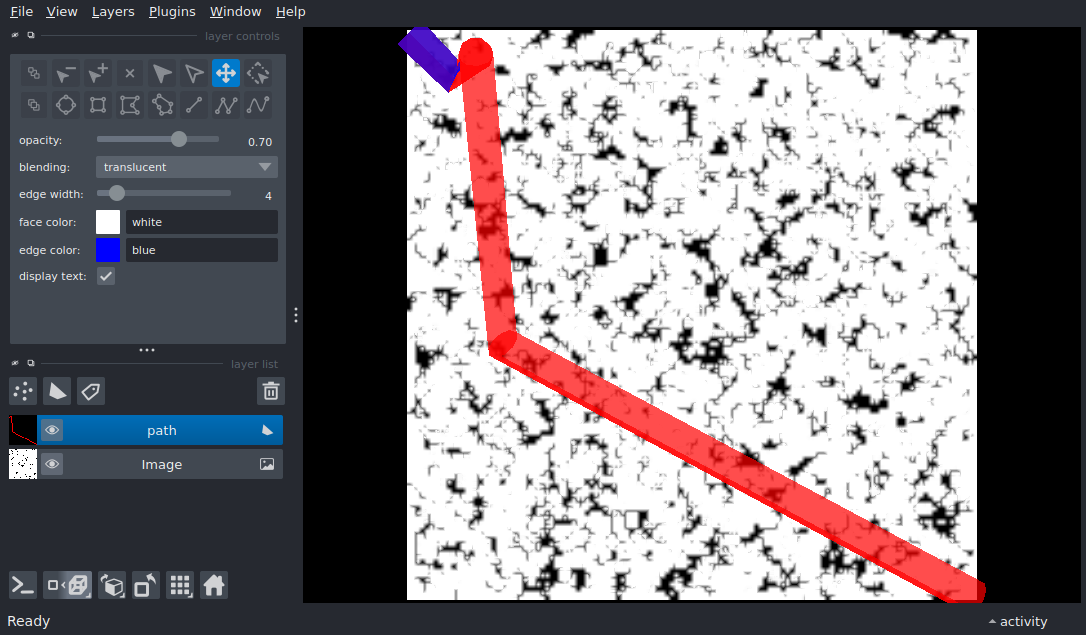 File View Layers Plugins Window Help
layer controls
opacity: 0.70
blending: translucent
edge width: 4
face color: white
edge color: blue
display text:
layer list
path
Image
Ready
activity